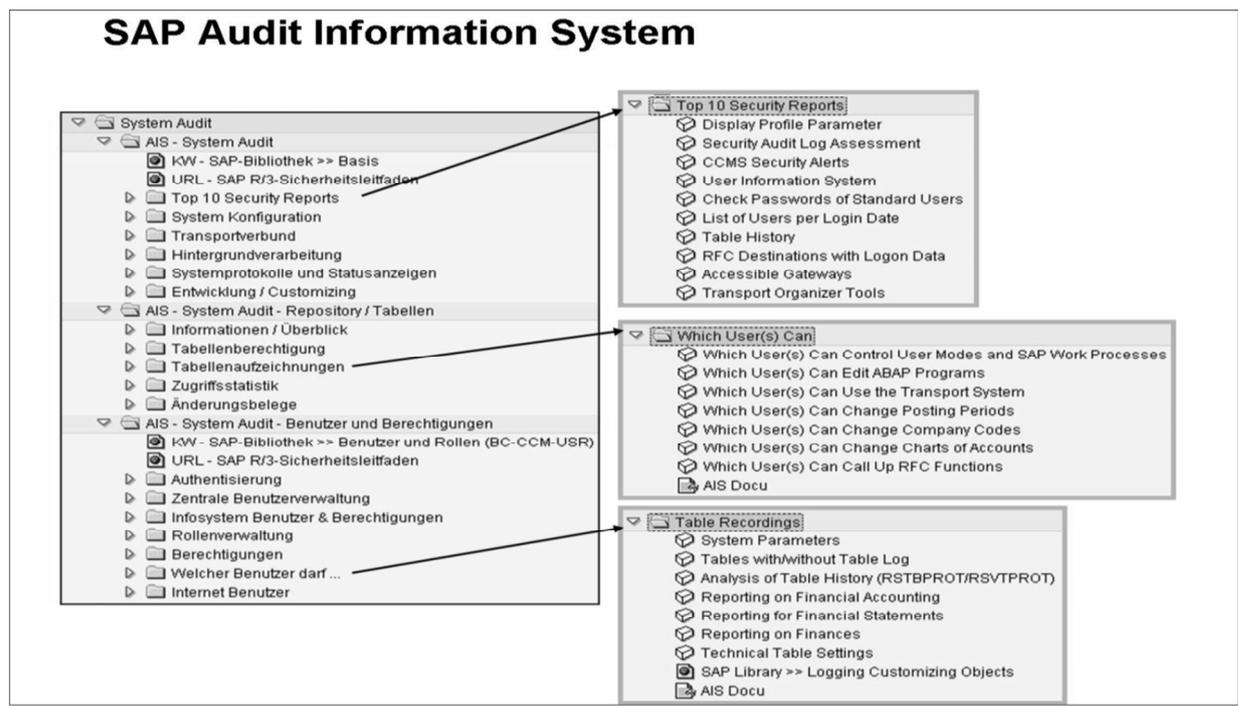 SAP Audit Information System
System Audit
AIS - System Audit
KW - SAP-Bibliothek >> Basis
URL - SAP R/3-Sicherheitsleitfaden
Top 10 Security Reports
System Konfiguration
Transportverbund
Hintergrundverarbeitung
Systemprotokolle und Statusanzeigen
Entwicklung / Customizing
AIS - System Audit - Repository / Tabellen
Informationen / Überblick
Tabellenberechtigung
Tabellenaufzeichnungen
Zugriffsstatistik
Änderungsbelege
AIS - System Audit - Benutzer und Berechtigungen
KW - SAP-Bibliothek >> Benutzer und Rollen (BC-CCM-USR)
URL - SAP R/3-Sicherheitsleitfaden
Authentisierung
Zentrale Benutzerverwaltung
Infosystem Benutzer & Berechtigungen
Rollenverwaltung
Berechtigungen
Welcher Benutzer darf ...
Internet Benutzer
Top 10 Security Reports
Display Profile Parameter
Security Audit Log Assessment
CCMS Security Alerts
User Information System
Check Passwords of Standard Users
List of Users per Login Date
Table History
RFC Destinations with Logon Data
Accessible Gateways
Transport Organizer Tools
Which User(s) Can
Which User(s) Can Control User Modes and SAP Work Processes
Which User(s) Can Edit ABAP Programs
Which User(s) Can Use the Transport System
Which User(s) Can Change Posting Periods
Which User(s) Can Change Company Codes
Which User(s) Can Change Charts of Accounts
Which User(s) Can Call Up RFC Functions
AIS Docu
Table Recordings
System Parameters
Tables with/without Table Log
Analysis of Table History (RSTBPROT/RSVTPROT)
Reporting on Financial Accounting
Reporting for Financial Statements
Reporting on Finances
Technical Table Settings
SAP Library >> Logging Customizing Objects
AIS Docu